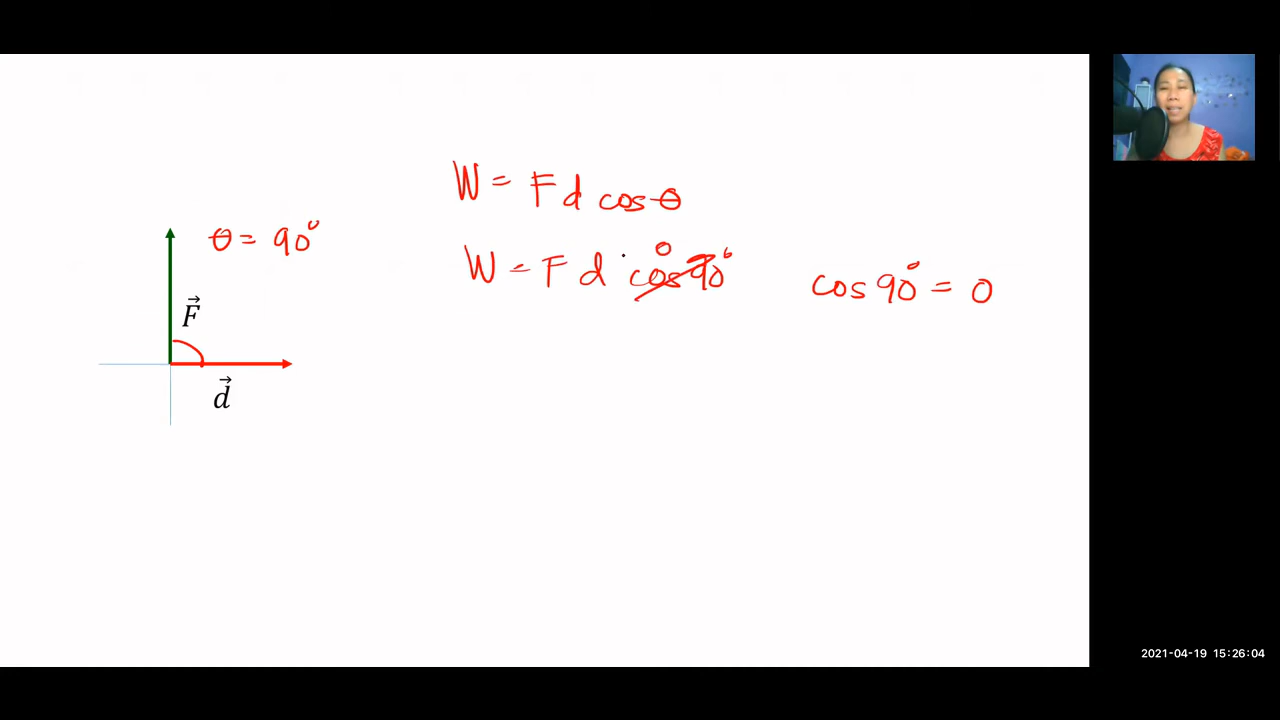 W = F d cos θ
θ = 90°
W = F d cos 90° 0
cos 90° = 0
F⃗
d⃗
2021-04-19 15:26:04